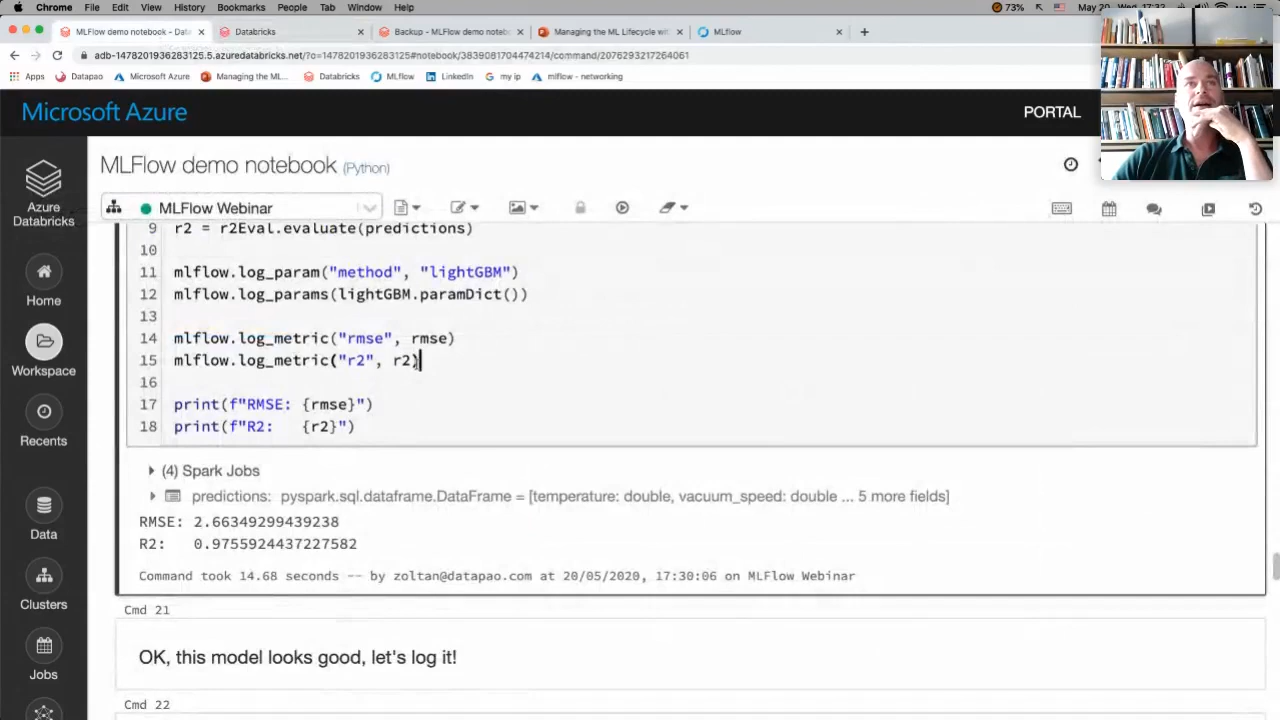 Chrome File Edit View History Bookmarks People Tab Window Help 73% May 20 Wed 17:33
MLFlow demo notebook - Dat Databricks Backup - MLFlow demo notebook Managing the ML Lifecycle with MLflow
adb-1478201936283125.5.azuredatabricks.net/?o=1478201936283125#notebook/3839081704474214/command/2076293217264061
Apps Datapao Microsoft Azure Managing the ML... Databricks MLflow LinkedIn my ip mlflow - networking
Microsoft Azure PORTAL
MLFlow demo notebook (Python)
MLFlow Webinar
Azure
Databricks
Home
Workspace
Recents
Data
Clusters
Jobs
9 r2 = r2Eval.evaluate(predictions)
10
11 mlflow.log_param("method", "lightGBM")
12 mlflow.log_params(lightGBM.paramDict())
13
14 mlflow.log_metric("rmse", rmse)
15 mlflow.log_metric("r2", r2)
16
17 print(f"RMSE: {rmse}")
18 print(f"R2:   {r2}")
(4) Spark Jobs
predictions: pyspark.sql.dataframe.DataFrame = [temperature: double, vacuum_speed: double ... 5 more fields]
RMSE: 2.66349299439238
R2:   0.9755924437227582
Command took 14.68 seconds -- by zoltan@datapao.com at 20/05/2020, 17:30:06 on MLFlow Webinar
Cmd 21
OK, this model looks good, let's log it!
Cmd 22